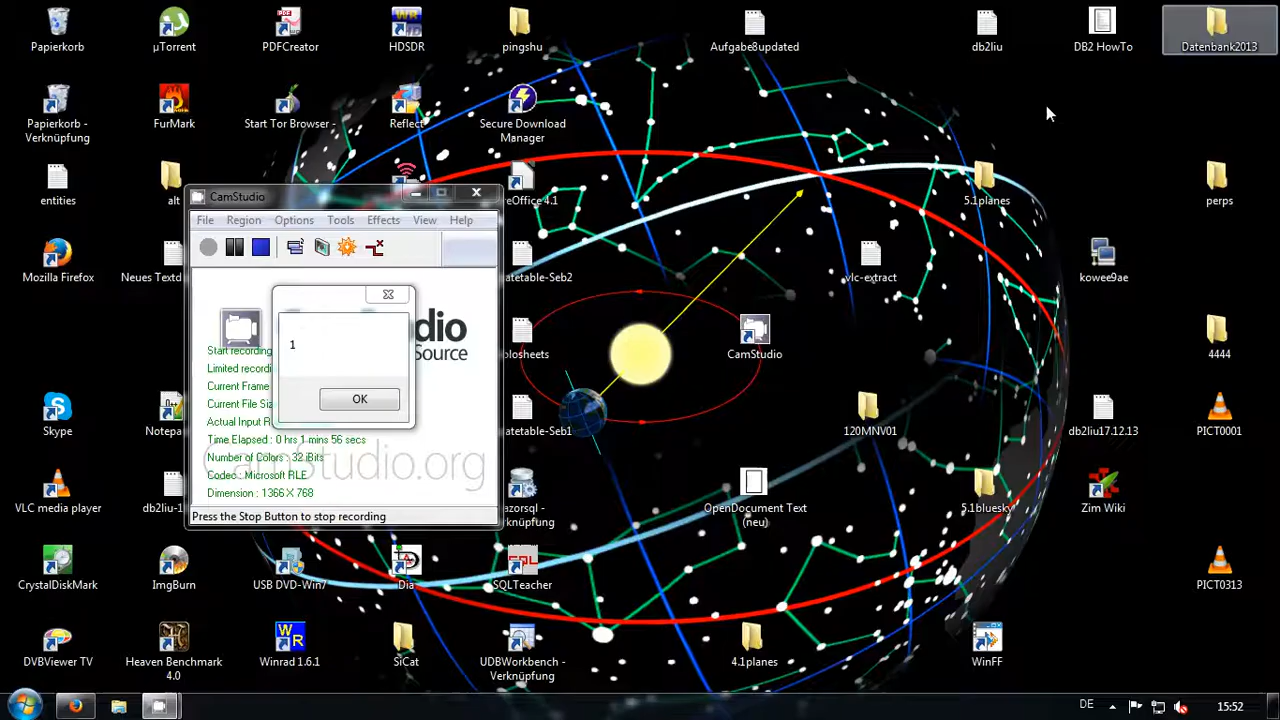 Papierkorb
µTorrent
PDFCreator
HDSDR
pingshu
Aufgabe8updated
db2liu
DB2 HowTo
Datenbank2013
Papierkorb -
Verknüpfung
FurMark
Start Tor Browser -
Reflect
Secure Download
Manager
entities
alt
reOffice 4.1
5.1planes
perps
CamStudio
File
Region
Options
Tools
Effects
View
Help
Mozilla Firefox
Neues Textd
atetable-Seb2
vlc-extract
kowee9ae
udio
Source
1
OK
Start recording
Limited recordi
Current Frame
Current File Siz
Actual Input R
Time Elapsed : 0 hrs 1 mins 56 secs
Number of Colors : 32 iBits
Codec : Microsoft RLE
Dimension : 1366 X 768
CamStudio.org
Press the Stop Button to stop recording
olosheets
CamStudio
4444
Skype
Notepa
atetable-Seb1
120MNV01
db2liu17.12.13
PICT0001
VLC media player
db2liu-1
azorsql -
rknüpfung
OpenDocument Text
(neu)
5.1bluesky
Zim Wiki
CrystalDiskMark
ImgBurn
USB DVD-Win7
Dia
SQLTeacher
PICT0313
DVBViewer TV
Heaven Benchmark
4.0
Winrad 1.6.1
SiCat
UDBWorkbench -
Verknüpfung
4.1planes
WinFF
DE
15:52